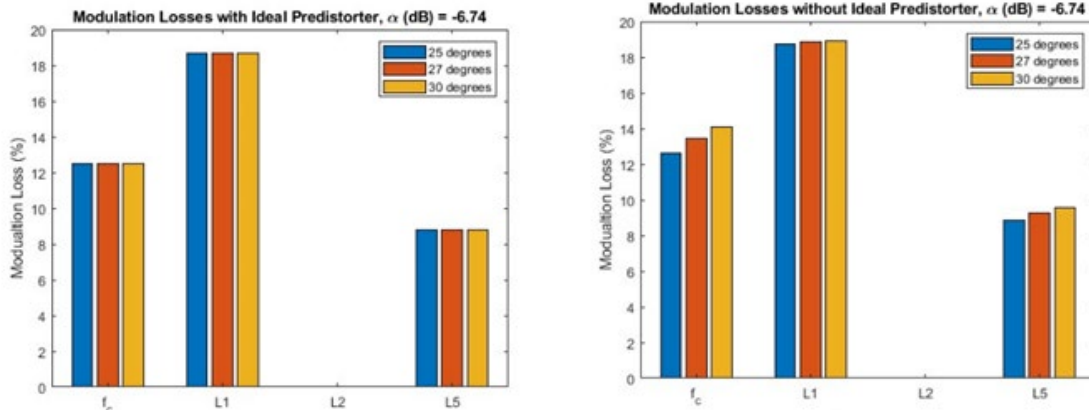 Modulation Losses with Ideal Predistorter, α (dB) = -6.74
20
18
16
14
12
10
8
6
4
2
0
Modualtion Loss (%)
25 degrees
27 degrees
30 degrees
f_c
L1
L2
L5
Modulation Losses without Ideal Predistorter, α (dB) = -6.74
20
18
16
14
12
10
8
6
4
2
0
Modulation Loss (%)
25 degrees
27 degrees
30 degrees
f_c
L1
L2
L5